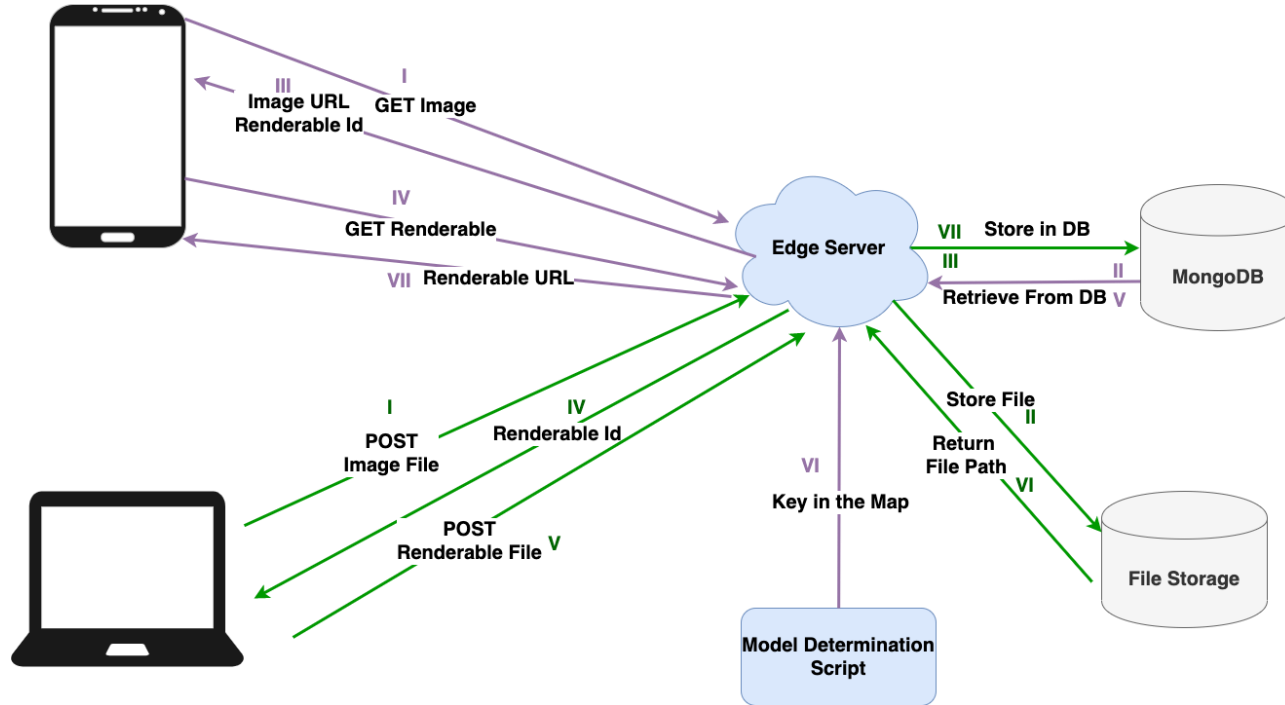 I
GET Image
III
Image URL
Renderable Id
IV
GET Renderable
VII
Renderable URL
Edge Server
VII
Store in DB
III
II
Retrieve From DB
V
MongoDB
I
POST
Image File
IV
Renderable Id
POST
Renderable File
V
VI
Key in the Map
Store File
II
Return
File Path
VI
File Storage
Model Determination
Script